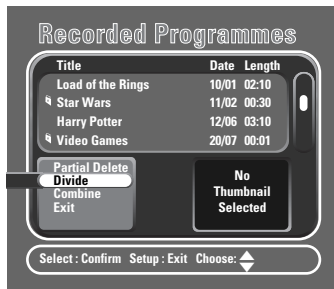 Recorded Programmes
Title Date Length
Load of the Rings 10/01 02:10
Star Wars 11/02 00:30
Harry Potter 12/06 03:10
Video Games 20/07 00:01
Partial Delete
Divide
Combine
Exit
No
Thumbnail
Selected
Select : Confirm Setup : Exit Choose: